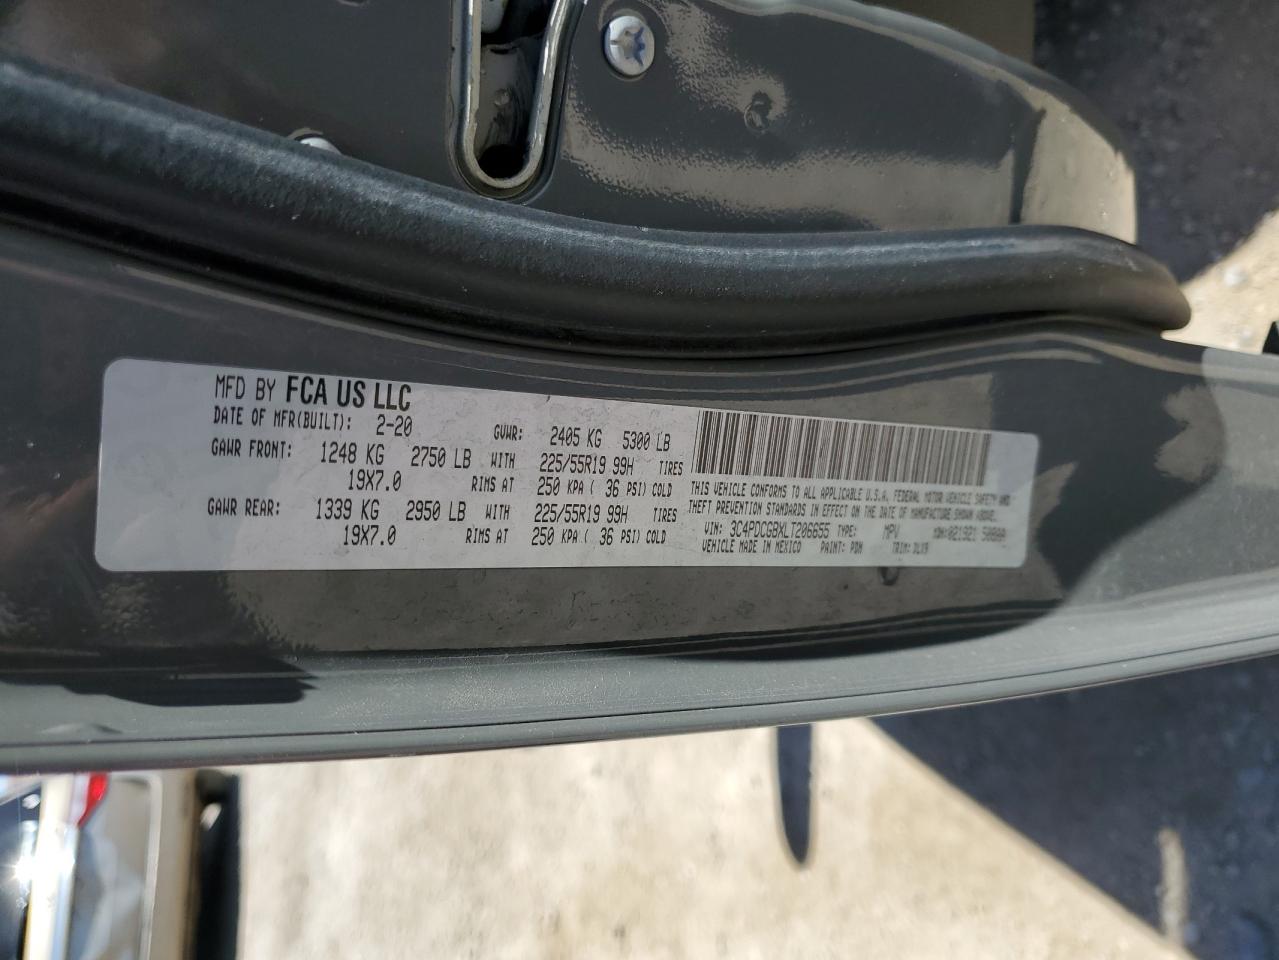 MFD BY FCA US LLC
DATE OF MFR(BUILT): 2-20 GVWR: 2405 KG 5300 LB
GAWR FRONT: 1248 KG 2750 LB WITH 225/55R19 99H TIRES
19X7.0 RIMS AT 250 KPA ( 36 PSI) COLD
GAWR REAR: 1339 KG 2950 LB WITH 225/55R19 99H TIRES
19X7.0 RIMS AT 250 KPA ( 36 PSI) COLD
THIS VEHICLE CONFORMS TO ALL APPLICABLE U.S.A. FEDERAL MOTOR VEHICLE SAFETY AND
THEFT PREVENTION STANDARDS IN EFFECT ON THE DATE OF MANUFACTURE SHOWN ABOVE.
VIN: 3C4PDCGBXLT206655 TYPE: MPV MDH: 021921
VEHICLE MADE IN MEXICO PAINT: PDN TRIM: DLX9